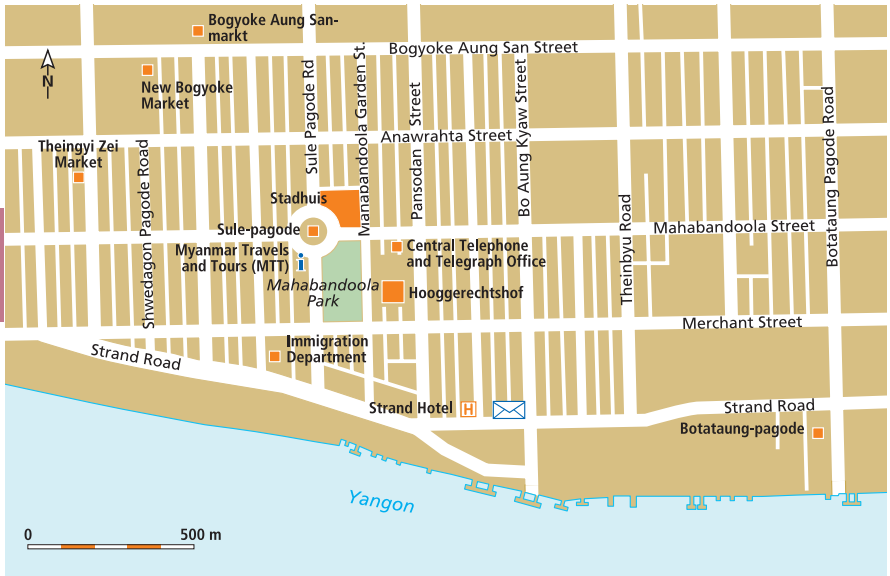 Bogyoke Aung San-
markt
Bogyoke Aung San Street
N
New Bogyoke
Market
Sule Pagode Rd
Manabandoola Garden St.
Pansodan Street
Bo Aung Kyaw Street
Botataung Pagode Road
Anawrahta Street
Theingyi Zei
Market
Shwedagon Pagode Road
Stadhuis
Sule-pagode
Mahabandoola Street
Myanmar Travels
and Tours (MTT)
i
Central Telephone
and Telegraph Office
Theinbyu Road
Mahabandoola
Park
Hooggerechtshof
Merchant Street
Strand Road
Immigration
Department
Strand Hotel
H
Strand Road
Botataung-pagode
Yangon
0
500 m